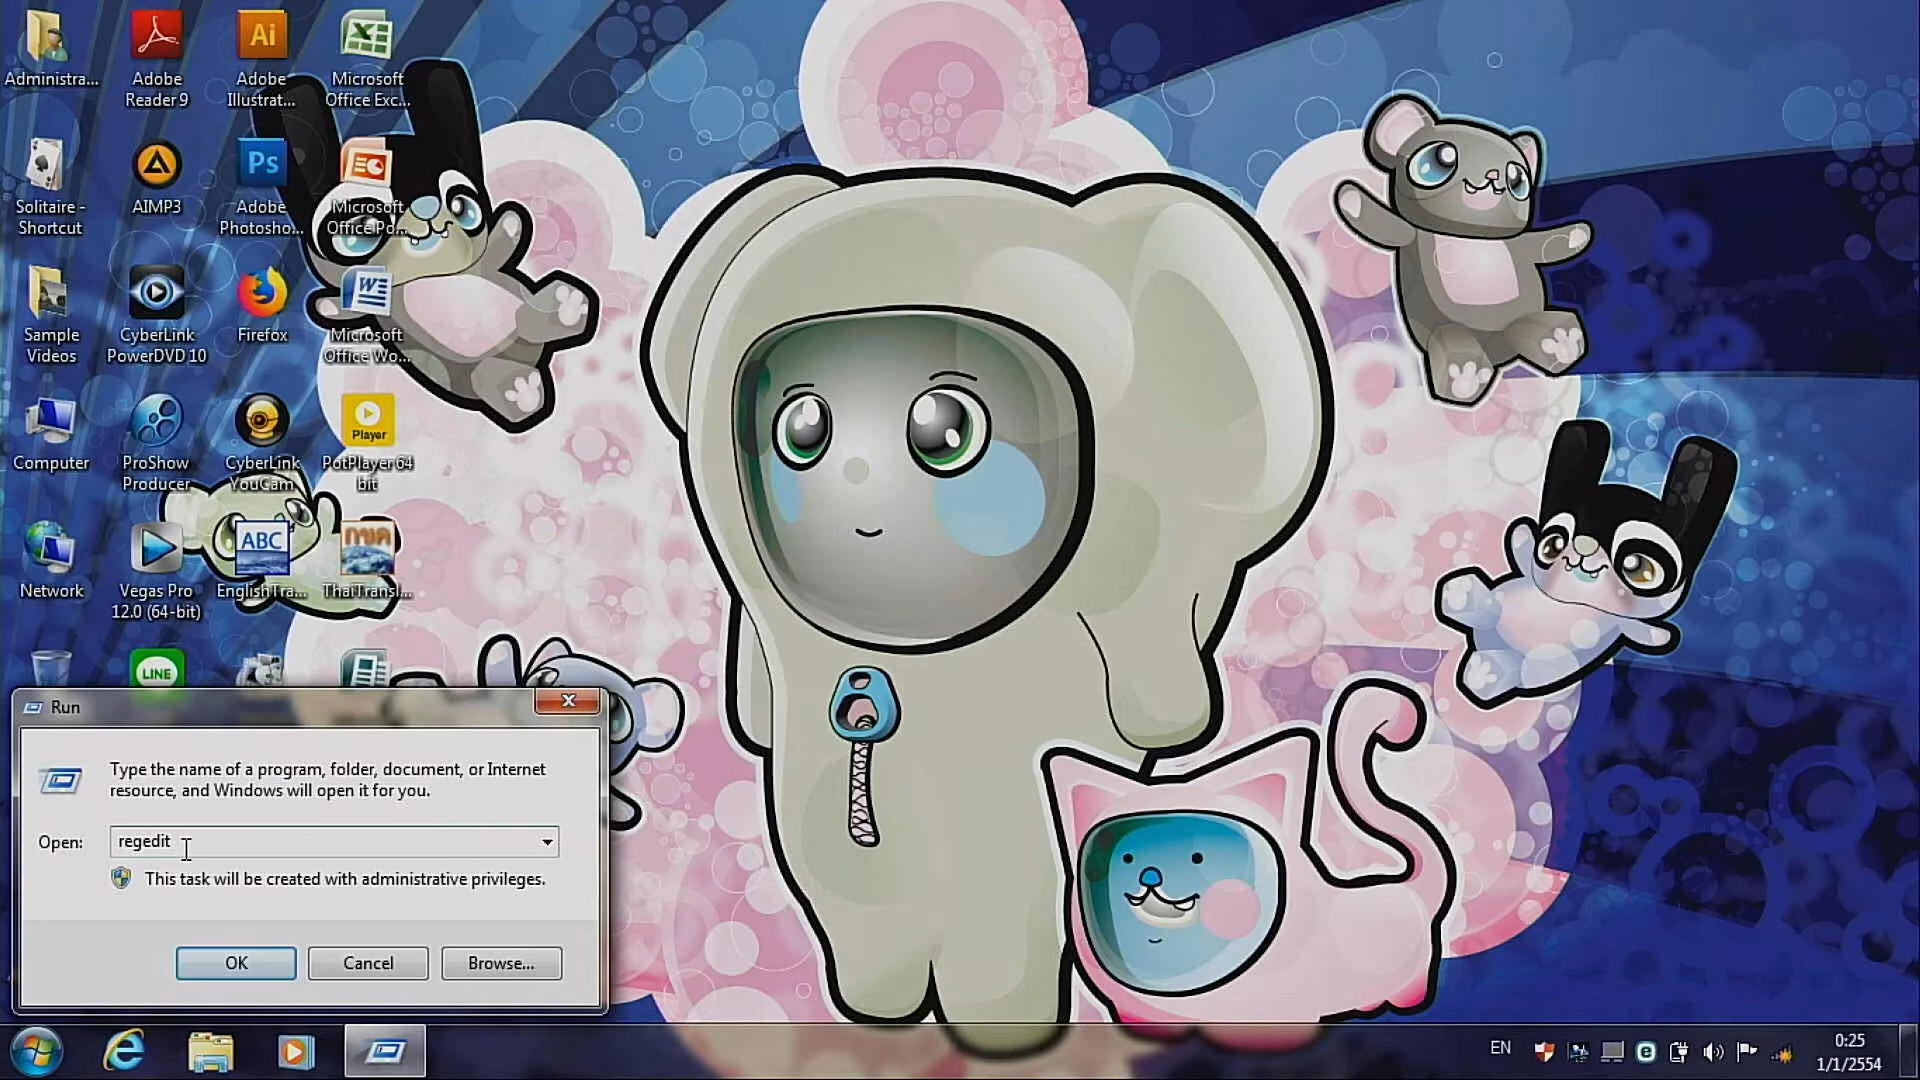 Administra...
Adobe
Reader 9
Ai
Adobe
Illustrat...
Microsoft
Office Exc...
Solitaire -
Shortcut
AIMP3
Ps
Adobe
Photosho...
Microsoft
Office Po...
Sample
Videos
CyberLink
PowerDVD 10
Firefox
Microsoft
Office Wo...
Computer
ProShow
Producer
CyberLink
YouCam
Player
PotPlayer 64
bit
Network
Vegas Pro
12.0 (64-bit)
ABC
EnglishTra...
ThaiTransl...
LINE
Run
Type the name of a program, folder, document, or Internet
resource, and Windows will open it for you.
Open:
regedit
This task will be created with administrative privileges.
OK
Cancel
Browse...
EN
0:25
1/1/2554